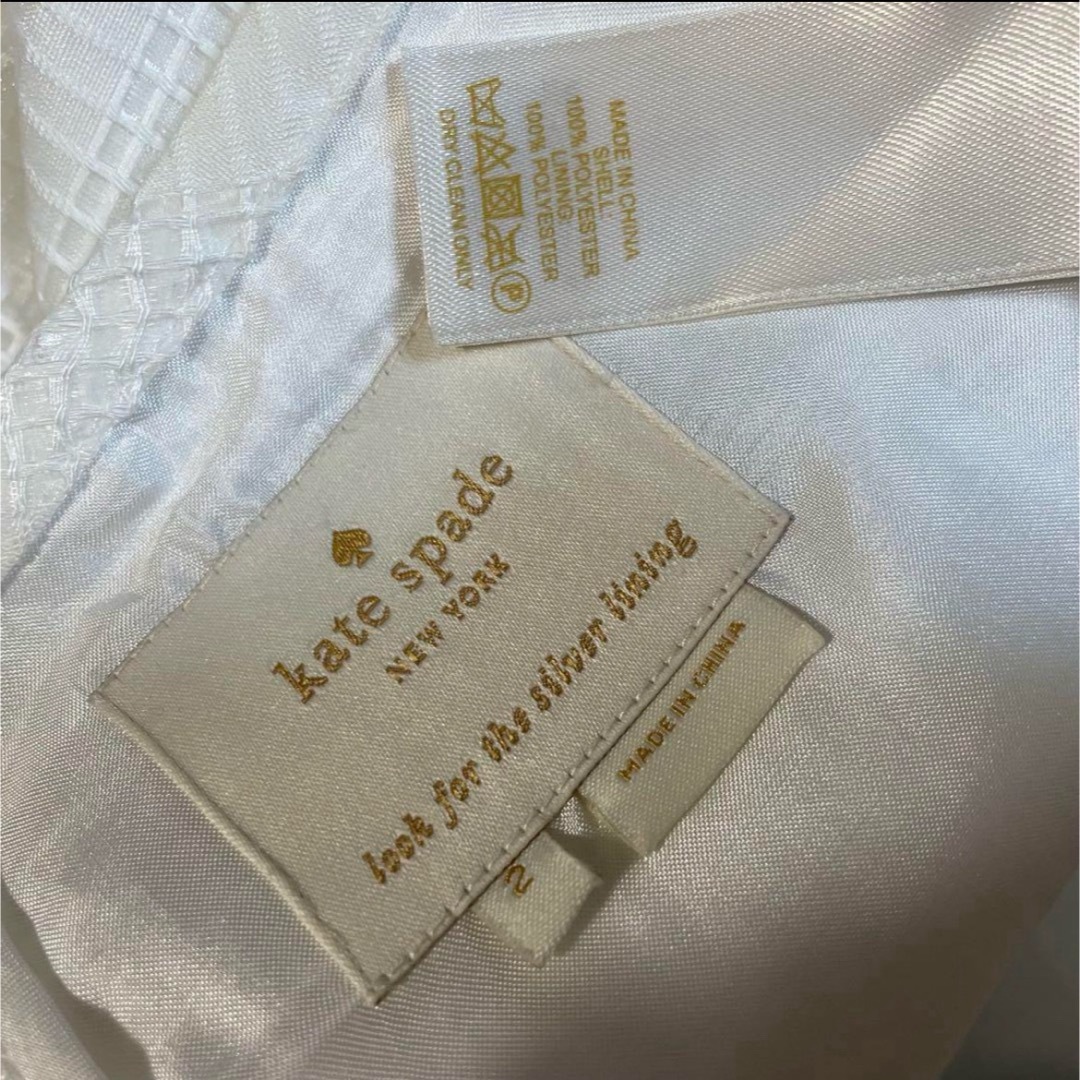 MADE IN CHINA
SHELL:
100% POLYESTER
LINING
100% POLYESTER
P
DRY CLEAN ONLY
kate spade
NEW YORK
look for the silver lining
MADE IN CHINA
2